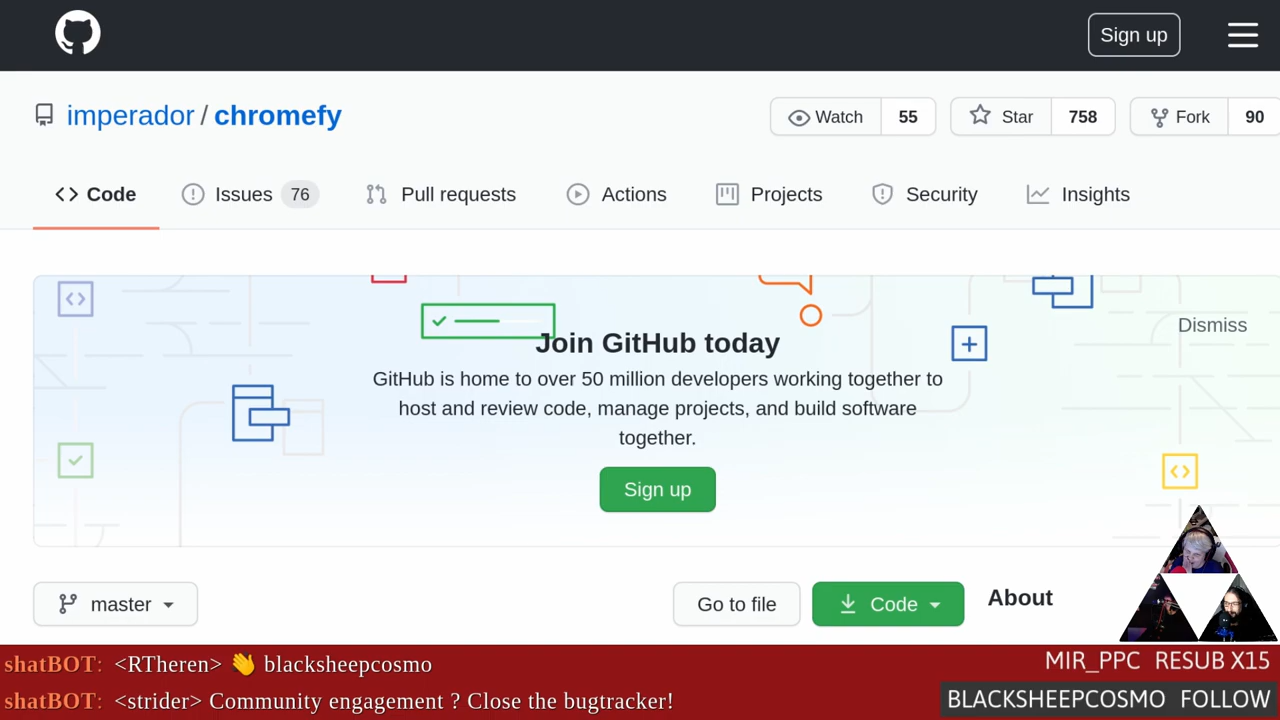 Sign up
imperador / chromefy
Watch 55 Star 758 Fork 90
Code Issues 76 Pull requests Actions Projects Security Insights
Dismiss
Join GitHub today
GitHub is home to over 50 million developers working together to
host and review code, manage projects, and build software
together.
Sign up
master Go to file Code About
shatBOT: <RTheren> 👋 blacksheepcosmo
MIR_PPC RESUB X15
shatBOT: <strider> Community engagement ? Close the bugtracker!
BLACKSHEEPCOSMO FOLLOW